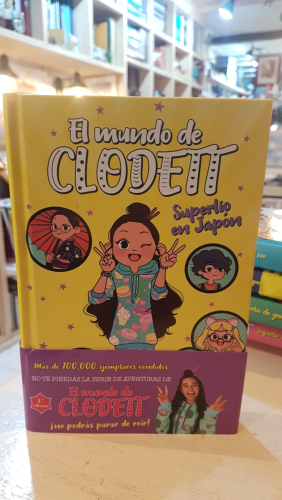 El mundo de
CLODETT
Superlío
en Japón
Más de 100.000 ejemplares vendidos
NO TE PIERDAS LA SERIE DE AVENTURAS DE
El mundo de
CLODETT
¡no podrás parar de reír!